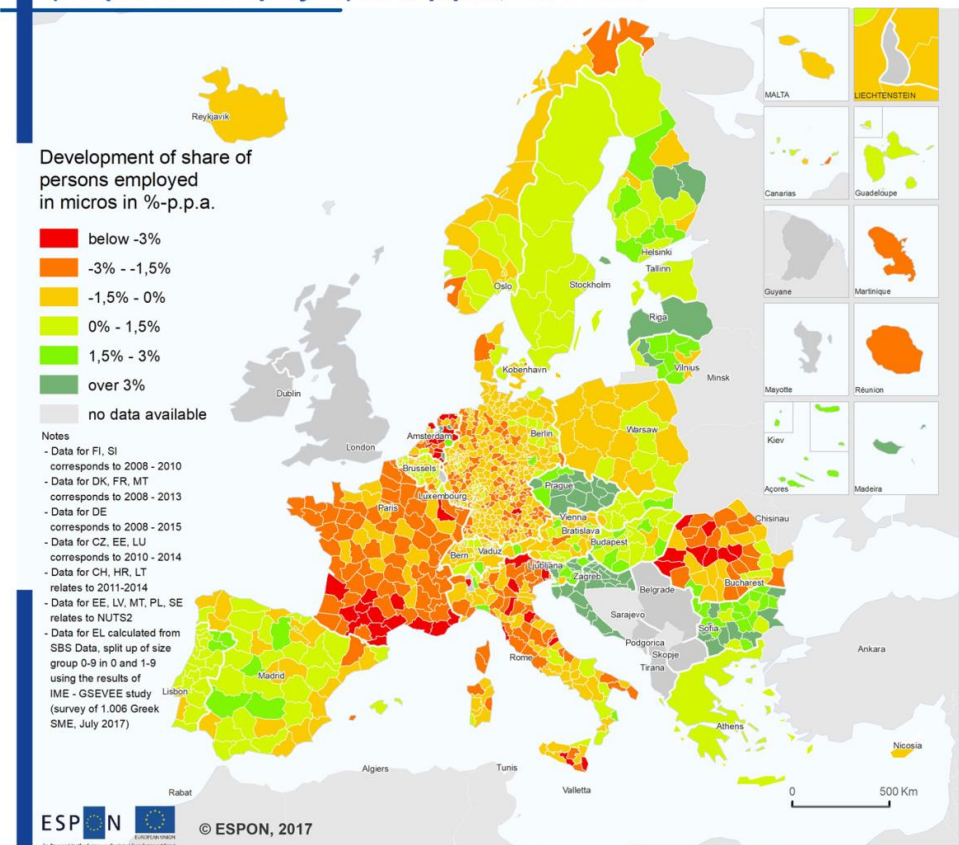 Reykjavik
Development of share of
persons employed
in micros in %-p.p.a.
below -3%
-3% - -1,5%
-1,5% - 0%
0% - 1,5%
1,5% - 3%
over 3%
no data available
Notes
- Data for FI, SI
corresponds to 2008 - 2010
- Data for DK, FR, MT
corresponds to 2008 - 2013
- Data for DE
corresponds to 2008 - 2015
- Data for CZ, EE, LU
corresponds to 2010 - 2014
- Data for CH, HR, LT
relates to 2011-2014
- Data for EE, LV, MT, PL, SE
relates to NUTS2
- Data for EL calculated from
SBS Data, split up of size
group 0-9 in 0 and 1-9
using the results of
IME - GSEVEE study
(survey of 1.006 Greek
SME, July 2017)
MALTA
LIECHTENSTEIN
Canarias
Guadeloupe
Guyane
Martinique
Mayotte
Réunion
Kiev
Açores
Madeira
Helsinki
Tallinn
Oslo
Stockholm
Riga
Vilnius
Minsk
Kobenhavn
Dublin
London
Amsterdam
Berlin
Warsaw
Brussels
Luxembourg
Prague
Paris
Vienna
Bratislava
Chisinau
Bern
Vaduz
Budapest
Ljubljana
Zagreb
Belgrade
Bucharest
Sarajevo
Sofia
Podgorica
Skopje
Tirana
Rome
Madrid
Lisbon
Ankara
Athens
Nicosia
Algiers
Tunis
Rabat
Valletta
0
500 Km
ESPON
EUROPEAN UNION
© ESPON, 2017